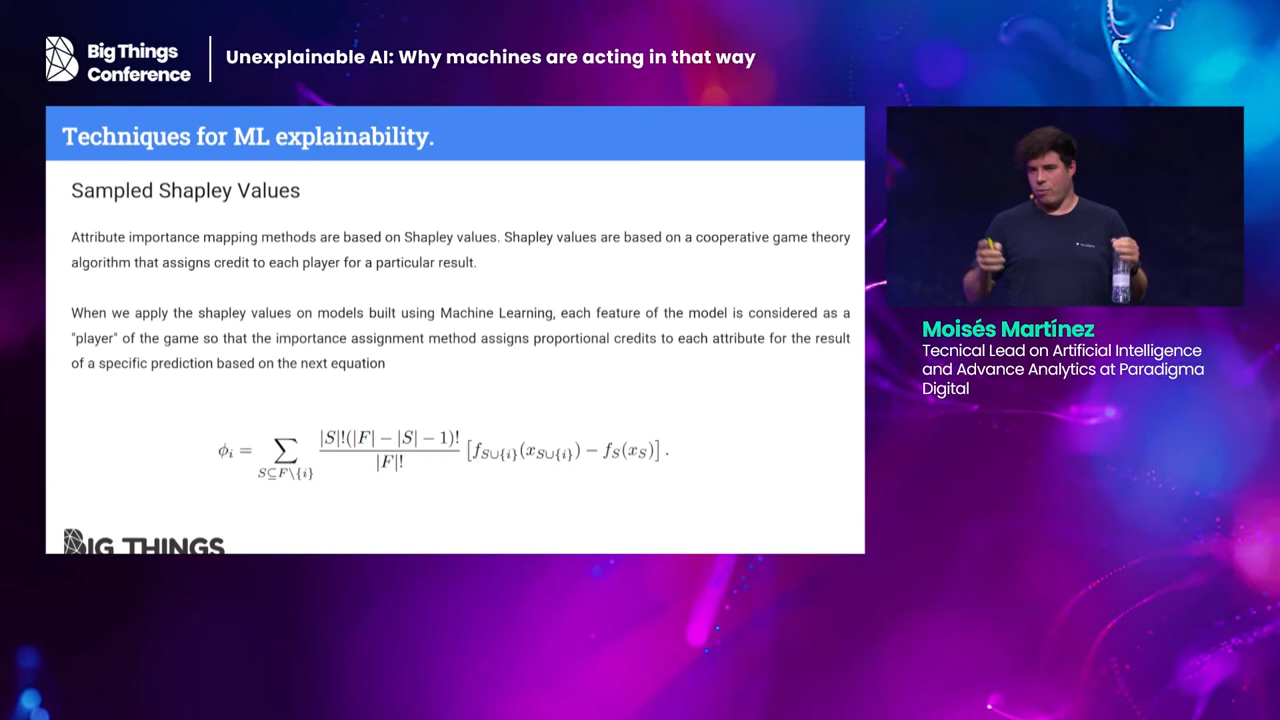 Big Things
Conference
Unexplainable AI: Why machines are acting in that way
Techniques for ML explainability.
Sampled Shapley Values
Attribute importance mapping methods are based on Shapley values. Shapley values are based on a cooperative game theory
algorithm that assigns credit to each player for a particular result.
When we apply the shapley values on models built using Machine Learning, each feature of the model is considered as a
"player" of the game so that the importance assignment method assigns proportional credits to each attribute for the result
of a specific prediction based on the next equation
ϕᵢ = ∑_{S⊆F\{i}} |S|!(|F| − |S| − 1)! / |F|! [f_{S∪{i}}(x_{S∪{i}}) − f_S(x_S)] .
BIG THINGS
Moisés Martínez
Tecnical Lead on Artificial Intelligence
and Advance Analytics at Paradigma
Digital